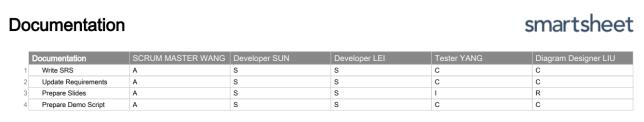 Documentation
smartsheet
Documentation SCRUM MASTER WANG Developer SUN Developer LEI Tester YANG Diagram Designer LIU
1 Write SRS A S S C C
2 Update Requirements A S S C C
3 Prepare Slides A S S I R
4 Prepare Demo Script A S S C C